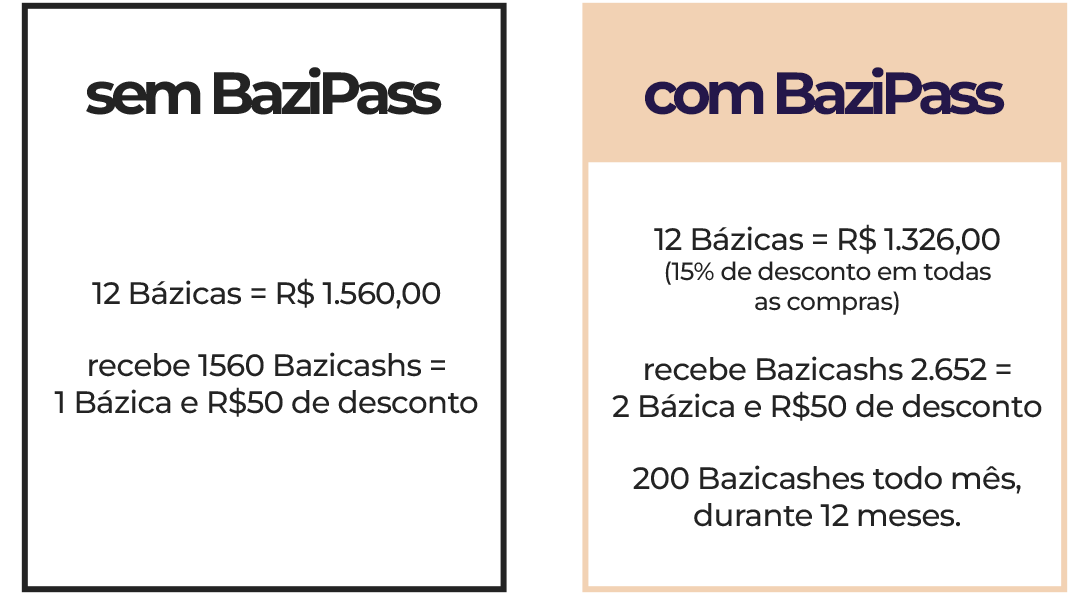 sem BaziPass
12 Bázicas = R$ 1.560,00
recebe 1560 Bazicashs =
1 Bázica e R$50 de desconto
com BaziPass
12 Bázicas = R$ 1.326,00
(15% de desconto em todas
as compras)
recebe Bazicashs 2.652 =
2 Bázica e R$50 de desconto
200 Bazicashes todo mês,
durante 12 meses.